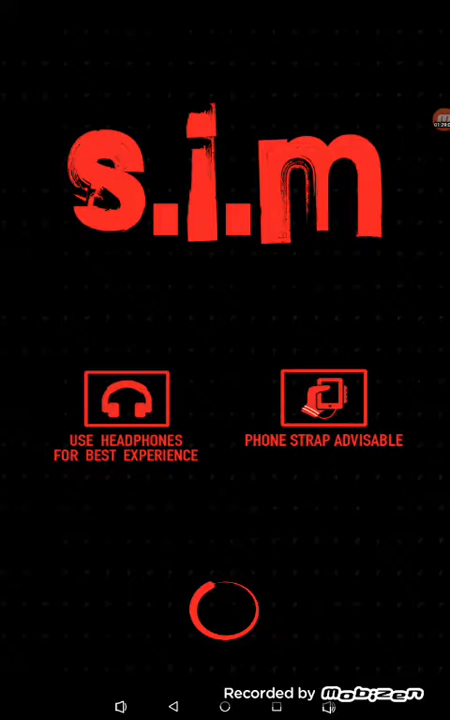 s.i.m
USE HEADPHONES
FOR BEST EXPERIENCE
PHONE STRAP ADVISABLE
Recorded by mobizen